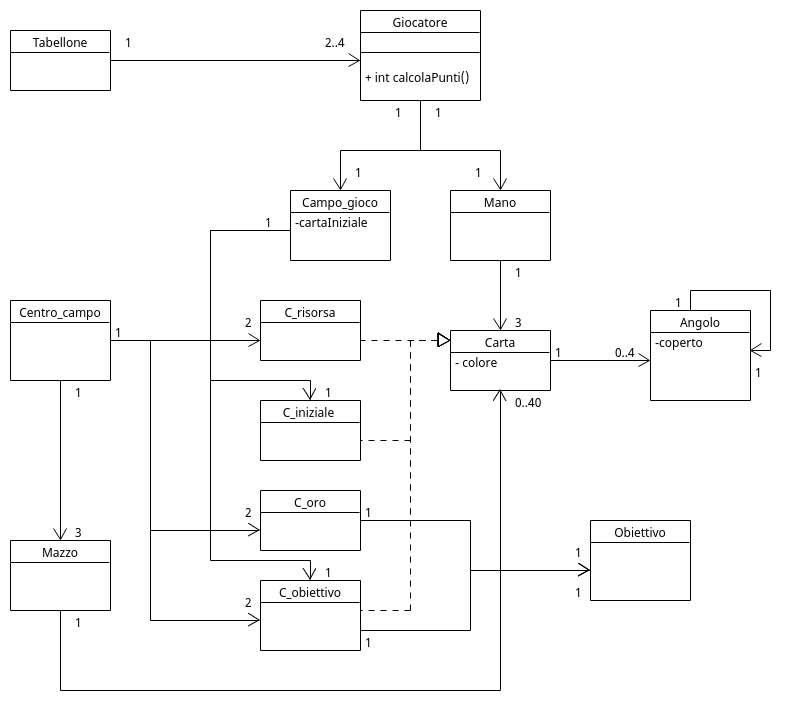 Tabellone
1
2..4
Giocatore
+ int calcolaPunti()
1
1
1
1
Campo_gioco
-cartaIniziale
Mano
1
1
Centro_campo
1
C_risorsa
2
3
Carta
- colore
1
0..4
Angolo
-coperto
1
1
1
1
C_iniziale
0..40
C_oro
2
1
Obiettivo
1
1
3
Mazzo
1
1
C_obiettivo
2
1